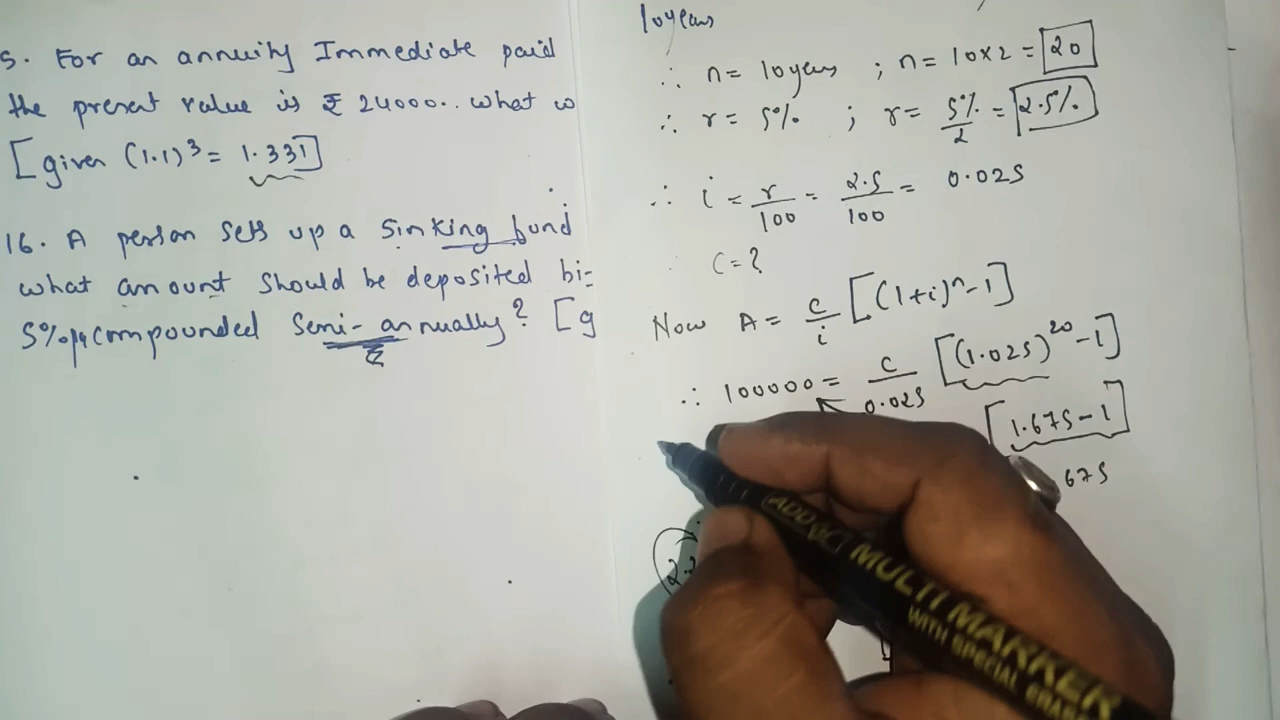 5. For an annuity Immediate paid
the present value is ₹ 24000.. what
[given (1.1)³ = 1.331]
16. A person sets up a sinking fund
what amount should be deposited bi-
5% compounded semi-annually? [g
10 years
∴ n = 10 years ; n = 10 × 2 = 20
∴ r = 5% ; r = 5%/2 = 2.5%
∴ i = r/100 = 2.5/100 = 0.025
C = ?
Now A = C/i [(1+i)ⁿ - 1]
∴ 100000 = C/0.025 [(1.025)²⁰ - 1]
[1.675 - 1]
675
ADD GEL MULTI MARKER
WITH SPECIAL